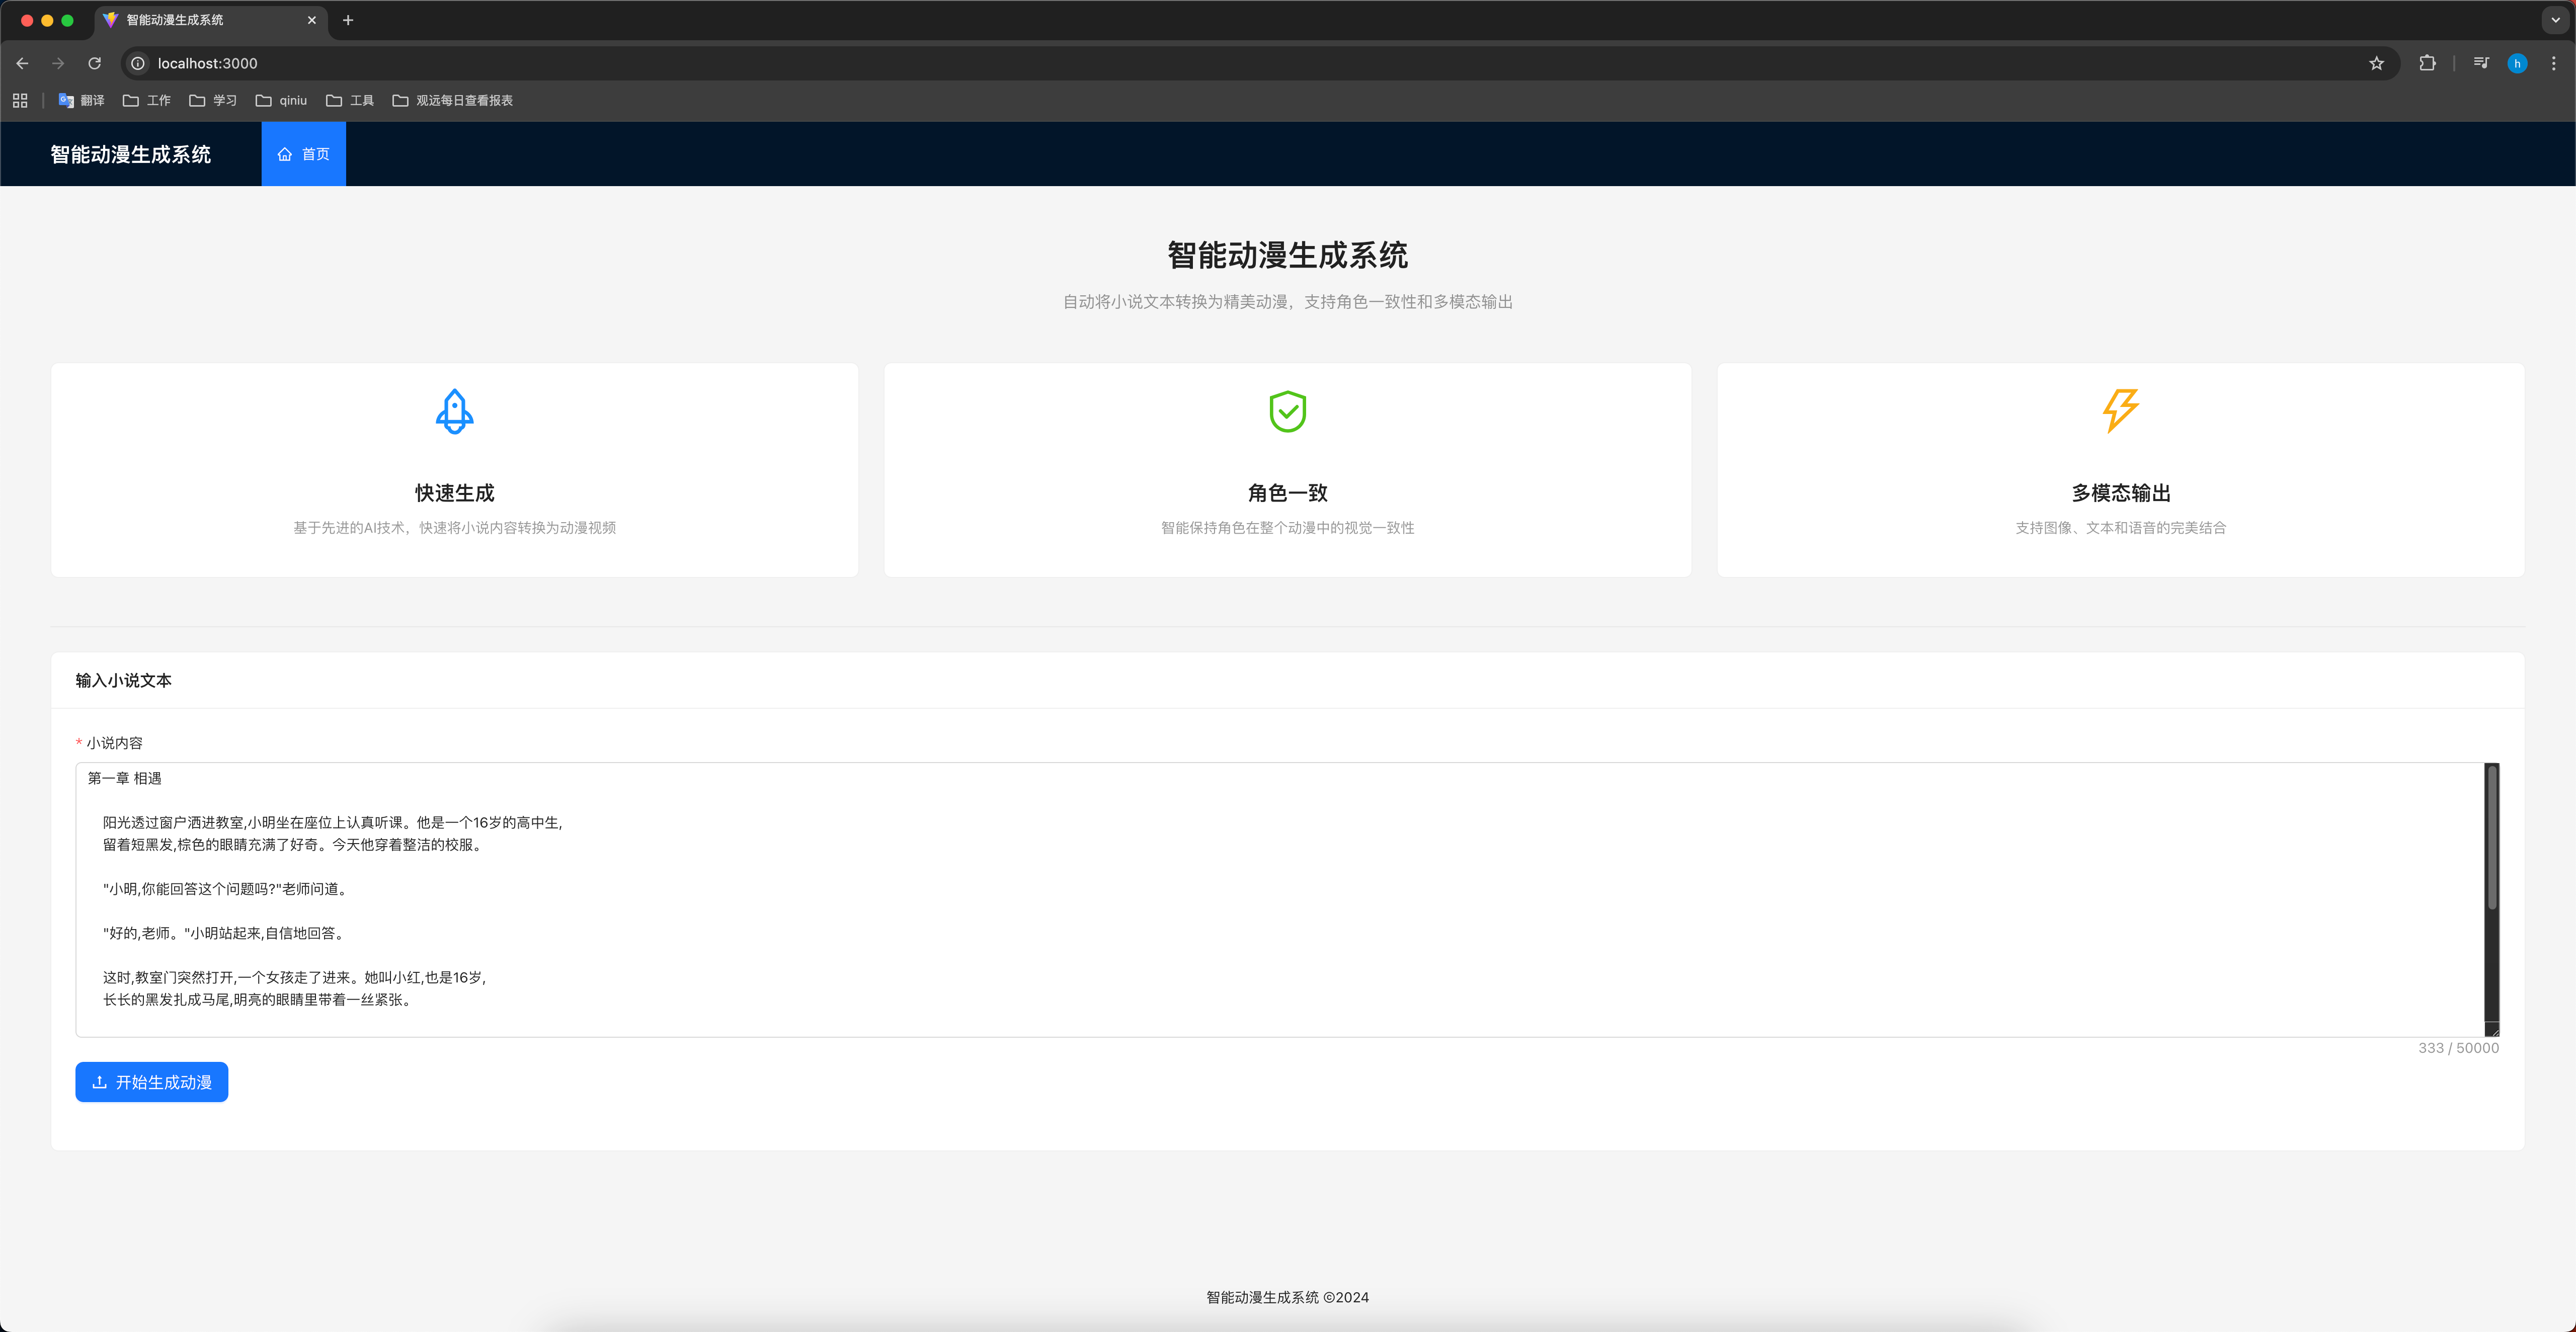 智能动漫生成系统
localhost:3000
h
翻译 工作 学习 qiniu 工具 观远每日查看报表
智能动漫生成系统 首页
智能动漫生成系统
自动将小说文本转换为精美动漫，支持角色一致性和多模态输出
快速生成
基于先进的AI技术，快速将小说内容转换为动漫视频
角色一致
智能保持角色在整个动漫中的视觉一致性
多模态输出
支持图像、文本和语音的完美结合
输入小说文本
* 小说内容
第一章 相遇
阳光透过窗户洒进教室,小明坐在座位上认真听课。他是一个16岁的高中生,
留着短黑发,棕色的眼睛充满了好奇。今天他穿着整洁的校服。
"小明,你能回答这个问题吗?"老师问道。
"好的,老师。"小明站起来,自信地回答。
这时,教室门突然打开,一个女孩走了进来。她叫小红,也是16岁,
长长的黑发扎成马尾,明亮的眼睛里带着一丝紧张。
333 / 50000
开始生成动漫
智能动漫生成系统 ©2024